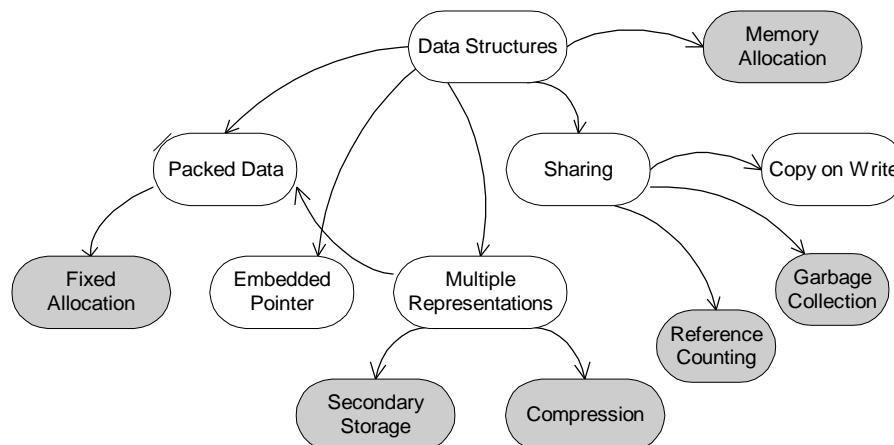 Data Structures
Memory
Allocation
Packed Data
Sharing
Copy on Write
Fixed
Allocation
Embedded
Pointer
Multiple
Representations
Garbage
Collection
Reference
Counting
Secondary
Storage
Compression